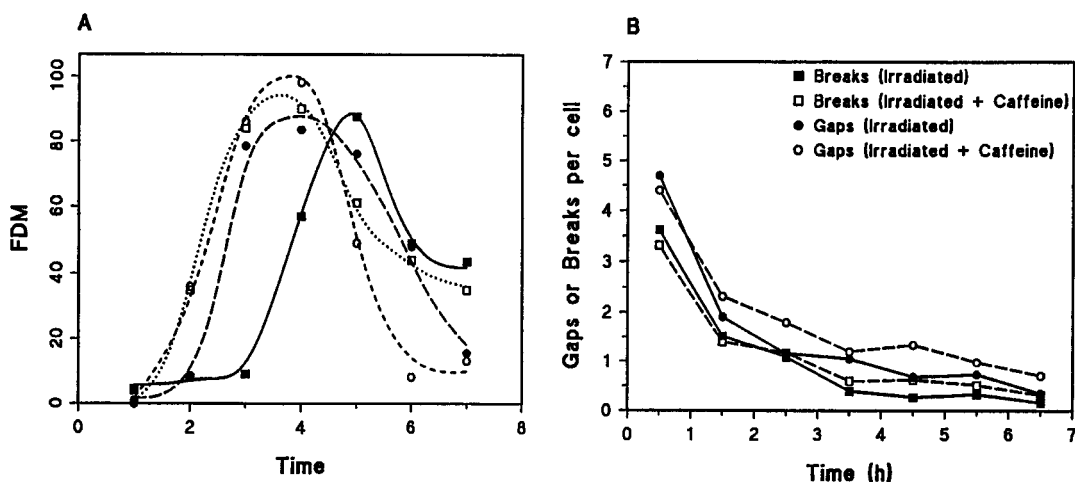 A
FDM
100
80
60
40
20
0
0 2 4 6 8
Time
B
Gaps or Breaks per cell
7
6
5
4
3
2
1
0
0 1 2 3 4 5 6 7
Time (h)
Breaks (Irradiated)
Breaks (Irradiated + Caffeine)
Gaps (Irradiated)
Gaps (Irradiated + Caffeine)